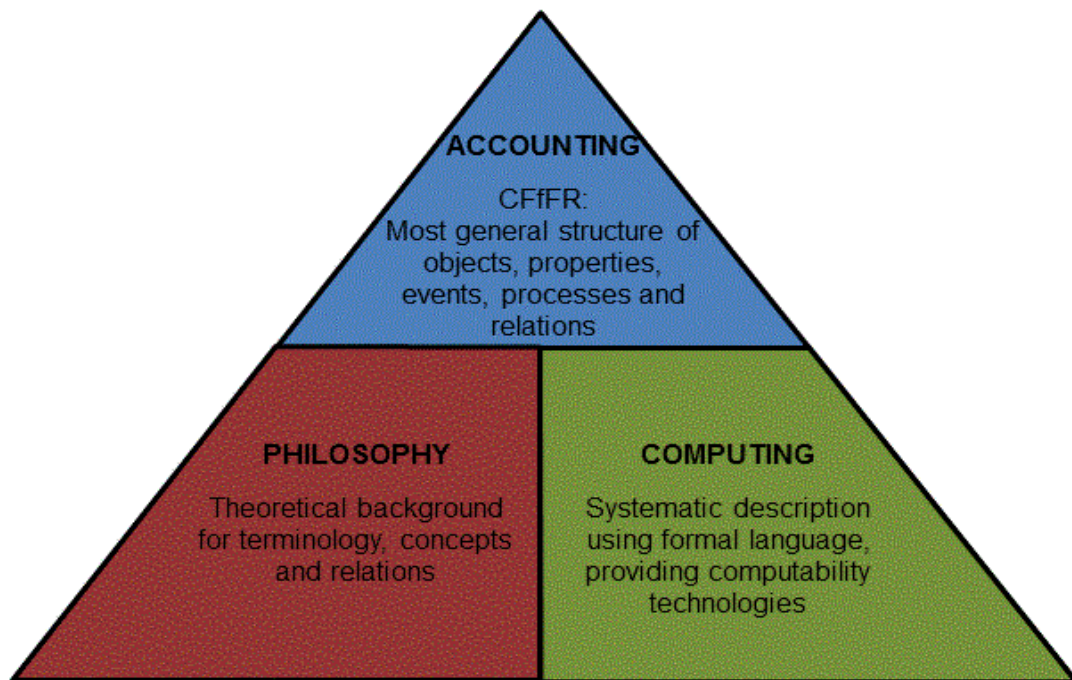 ACCOUNTING
CFfFR:
Most general structure of
objects, properties,
events, processes and
relations
PHILOSOPHY
Theoretical background
for terminology, concepts
and relations
COMPUTING
Systematic description
using formal language,
providing computability
technologies